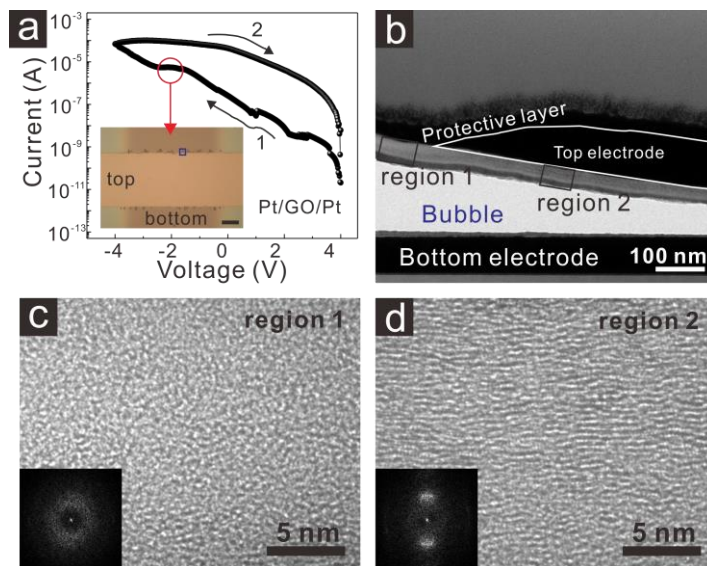 a
10⁻³
10⁻⁵
10⁻⁷
10⁻⁹
10⁻¹¹
10⁻¹³
Current (A)
2
1
top
bottom
Pt/GO/Pt
-4 -2 0 2 4
Voltage (V)
b
Protective layer
Top electrode
region 1
region 2
Bubble
Bottom electrode
100 nm
c
region 1
5 nm
d
region 2
5 nm